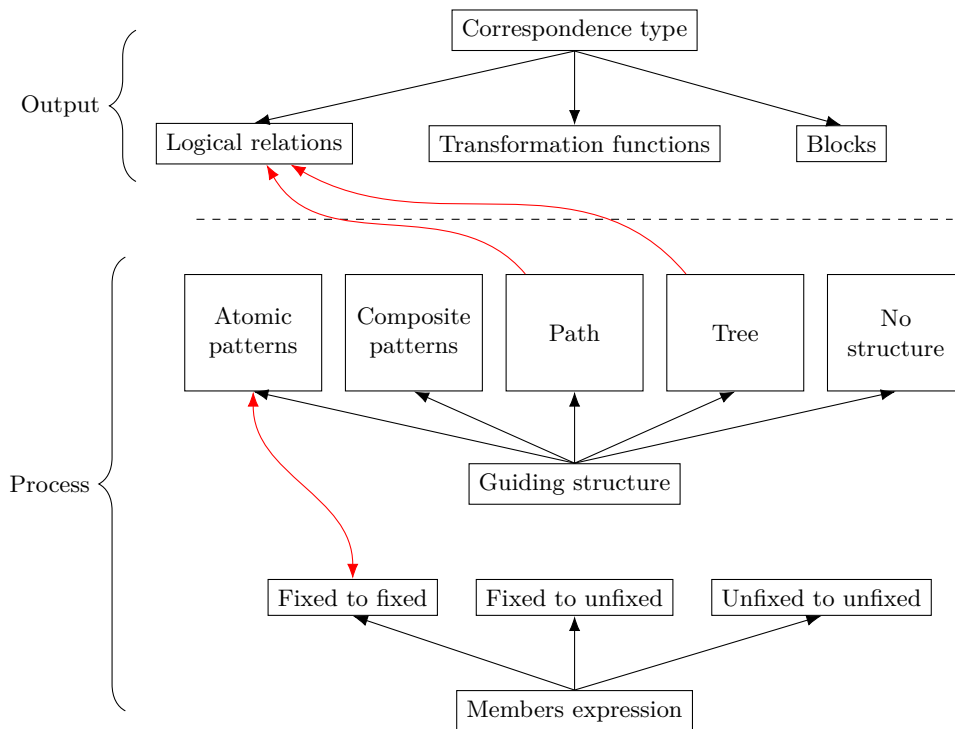 Correspondence type
Output
Logical relations
Transformation functions
Blocks
Atomic
patterns
Composite
patterns
Path
Tree
No
structure
Guiding structure
Process
Fixed to fixed
Fixed to unfixed
Unfixed to unfixed
Members expression